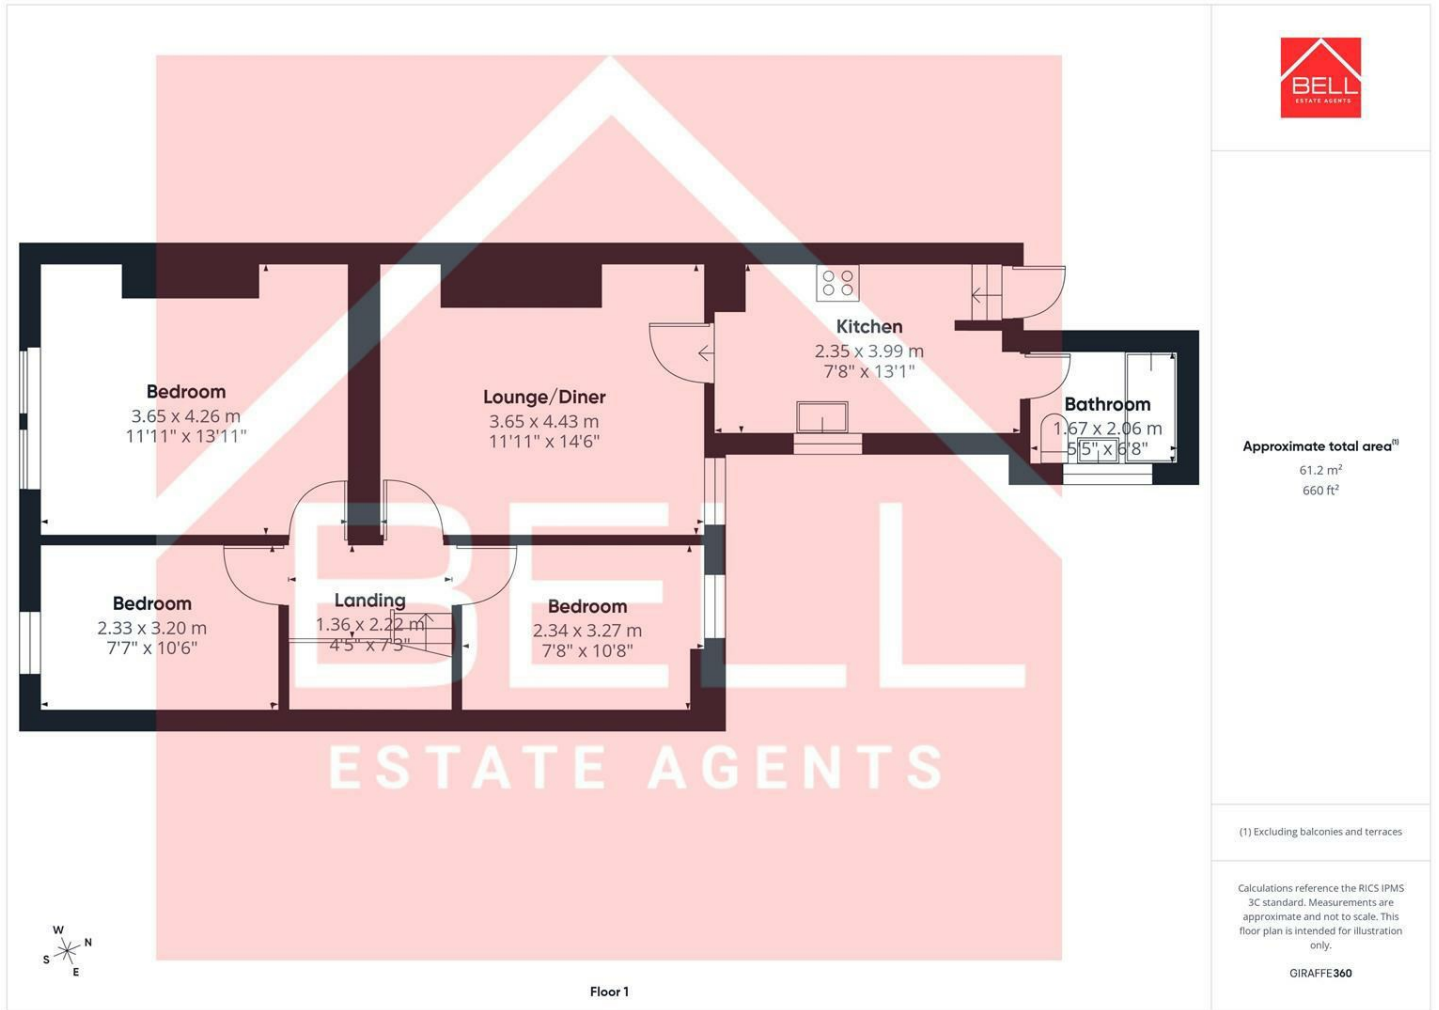 BELL
ESTATE AGENTS
Bedroom
3.65 x 4.26 m
11'11" x 13'11"
Lounge/Diner
3.65 x 4.43 m
11'11" x 14'6"
Kitchen
2.35 x 3.99 m
7'8" x 13'1"
Bathroom
1.67 x 2.06 m
5'5" x 6'8"
Bedroom
2.33 x 3.20 m
7'7" x 10'6"
Landing
1.36 x 2.22 m
4'5" x 7'3"
Bedroom
2.34 x 3.27 m
7'8" x 10'8"
BELL
ESTATE AGENTS
W
N
S
E
Floor 1
Approximate total area(1)
61.2 m²
660 ft²
(1) Excluding balconies and terraces
Calculations reference the RICS IPMS
3C standard. Measurements are
approximate and not to scale. This
floor plan is intended for illustration
only.
GIRAFFE360